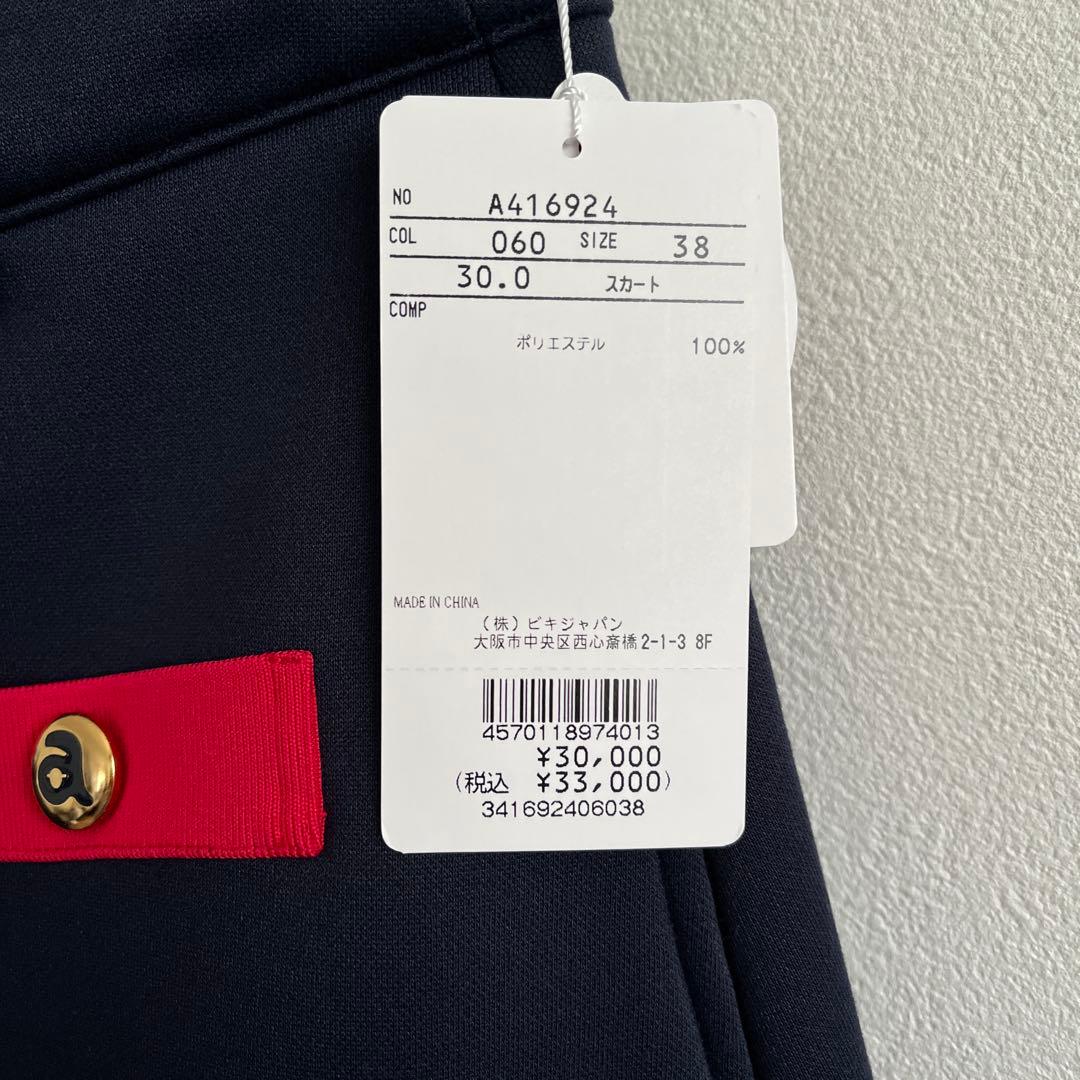 NO A416924
COL 060 SIZE 38
30.0 スカート
COMP
ポリエステル 100%
MADE IN CHINA
(株)ビキジャパン
大阪市中央区西心斎橋2-1-3 8F
4570118974013
¥30,000
(税込 ¥33,000)
341692406038
a